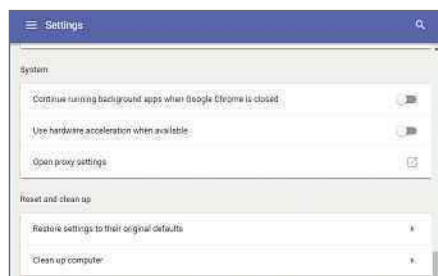 Settings
System
Continue running background apps when Google Chrome is closed
Use hardware acceleration when available
Open proxy settings
Reset and clean up
Restore settings to their original defaults
Clean up computer